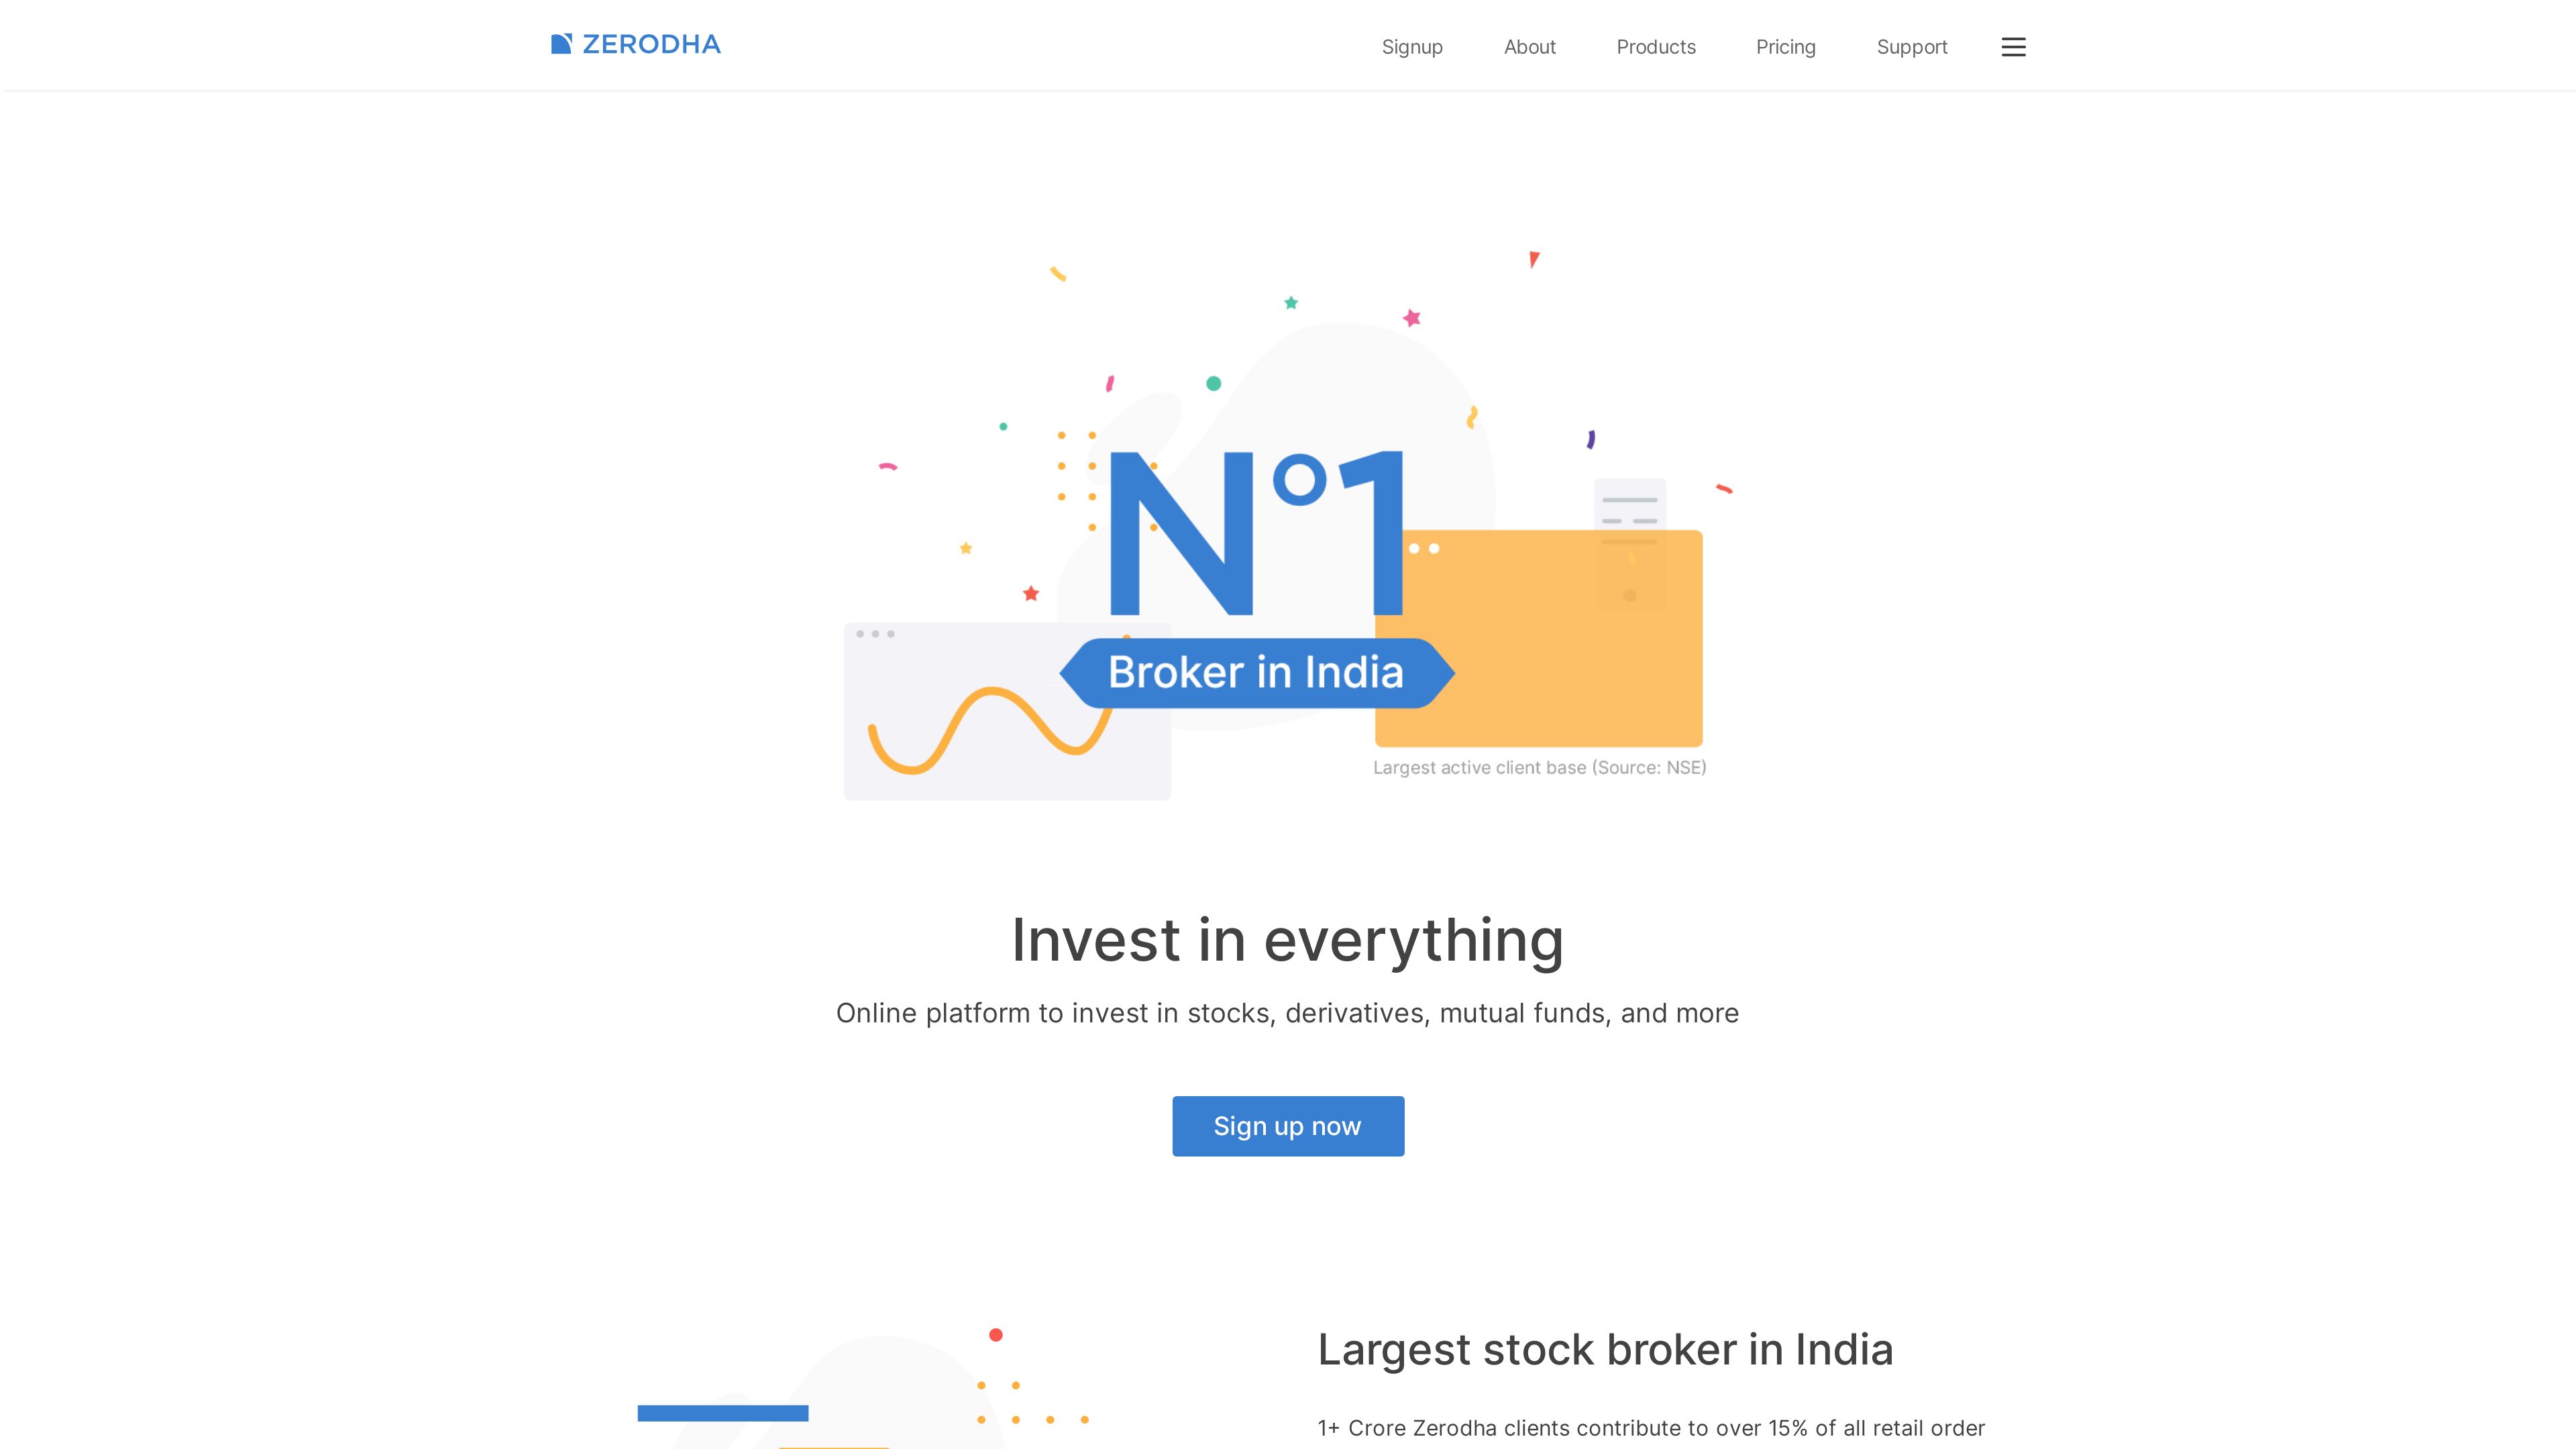 ZERODHA
Signup
About
Products
Pricing
Support
N°1
Broker in India
Largest active client base (Source: NSE)
Invest in everything
Online platform to invest in stocks, derivatives, mutual funds, and more
Sign up now
Largest stock broker in India
1+ Crore Zerodha clients contribute to over 15% of all retail order